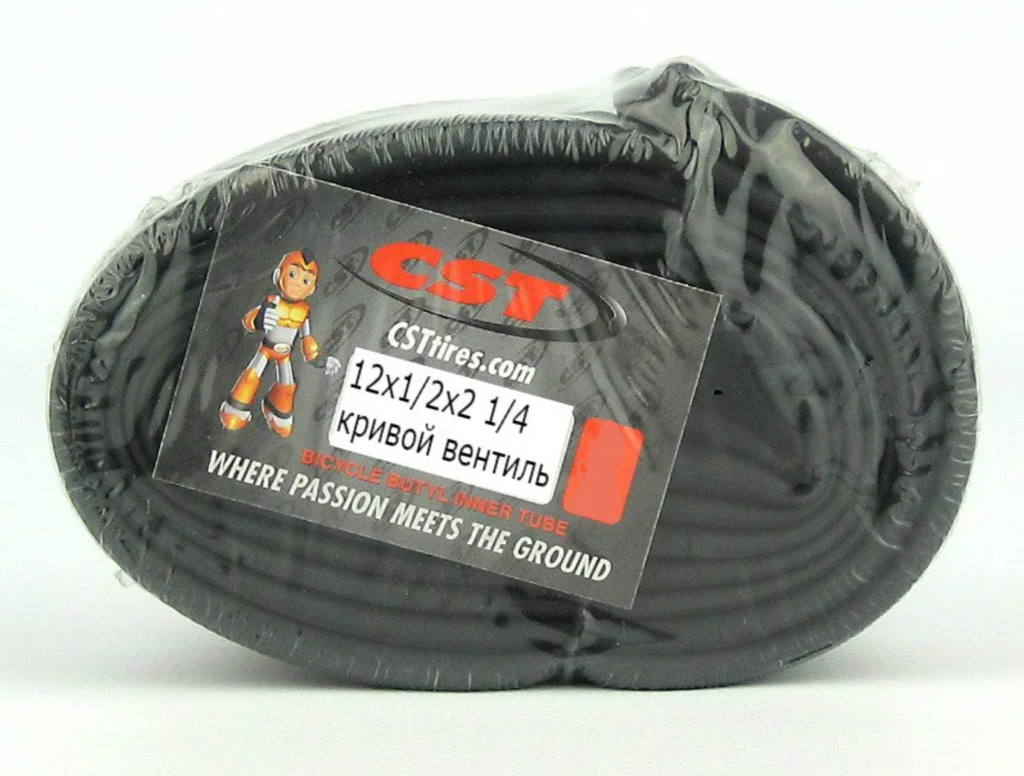 CST
CSTtires.com
12x1/2x2 1/4
кривой вентиль
BICYCLE BUTYL INNER TUBE
WHERE PASSION MEETS THE GROUND